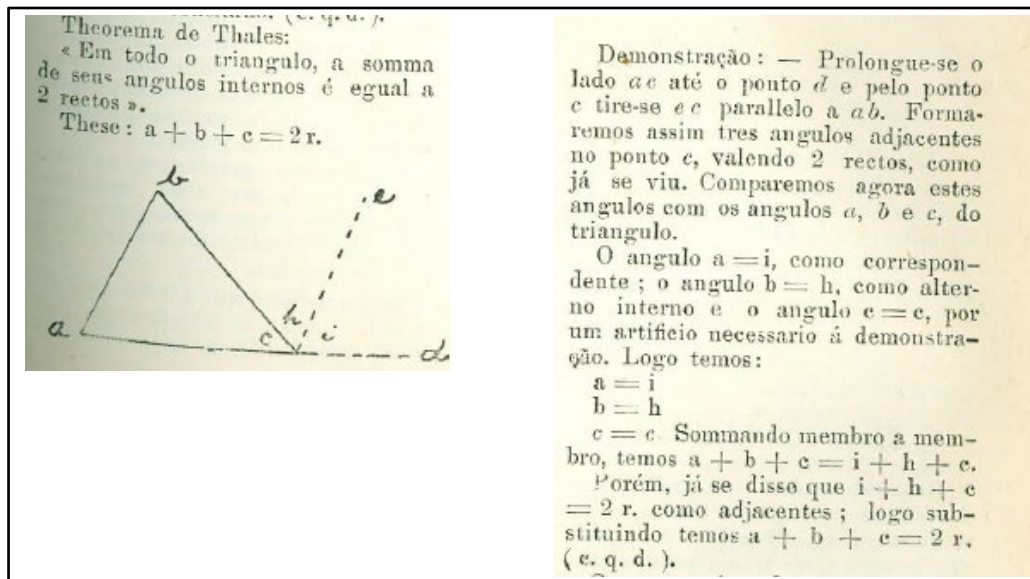 (c. q. d.).
Theorema de Thales:
« Em todo o triangulo, a somma
de seus angulos internos é egual a
2 rectos ».
These: a + b + c = 2 r.
b
e
a
c
h
i
d
Demonstração: — Prolongue-se o
lado ac até o ponto d e pelo ponto
c tire-se ec parallelo a ab. Forma-
remos assim tres angulos adjacentes
no ponto c, valendo 2 rectos, como
já se viu. Comparemos agora estes
angulos com os angulos a, b e c, do
triangulo.
O angulo a = i, como correspon-
dente; o angulo b = h, como alter-
no interno e o angulo c = c, por
um artificio necessario á demonstra-
ção. Logo temos:
a = i
b = h
c = c Sommando membro a mem-
bro, temos a + b + c = i + h + c.
Porém, já se disse que i + h + c
= 2 r. como adjacentes; logo sub-
stituindo temos a + b + c = 2 r.
(c. q. d.).